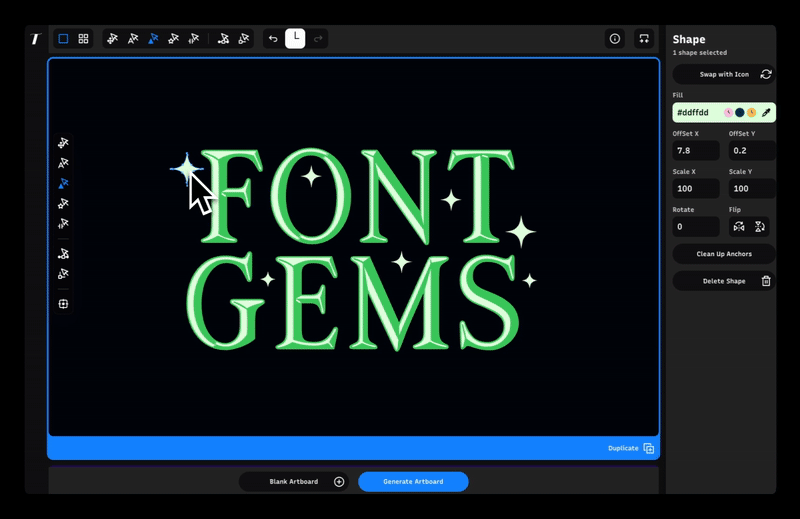 T
L
Shape
1 shape selected
Swap with Icon
Fill
#ddffdd
OffSet X
OffSet Y
7.8
0.2
Scale X
Scale Y
100
100
Rotate
Flip
0
Clean Up Anchors
Delete Shape
FONT
GEMS
Duplicate
Blank Artboard
Generate Artboard